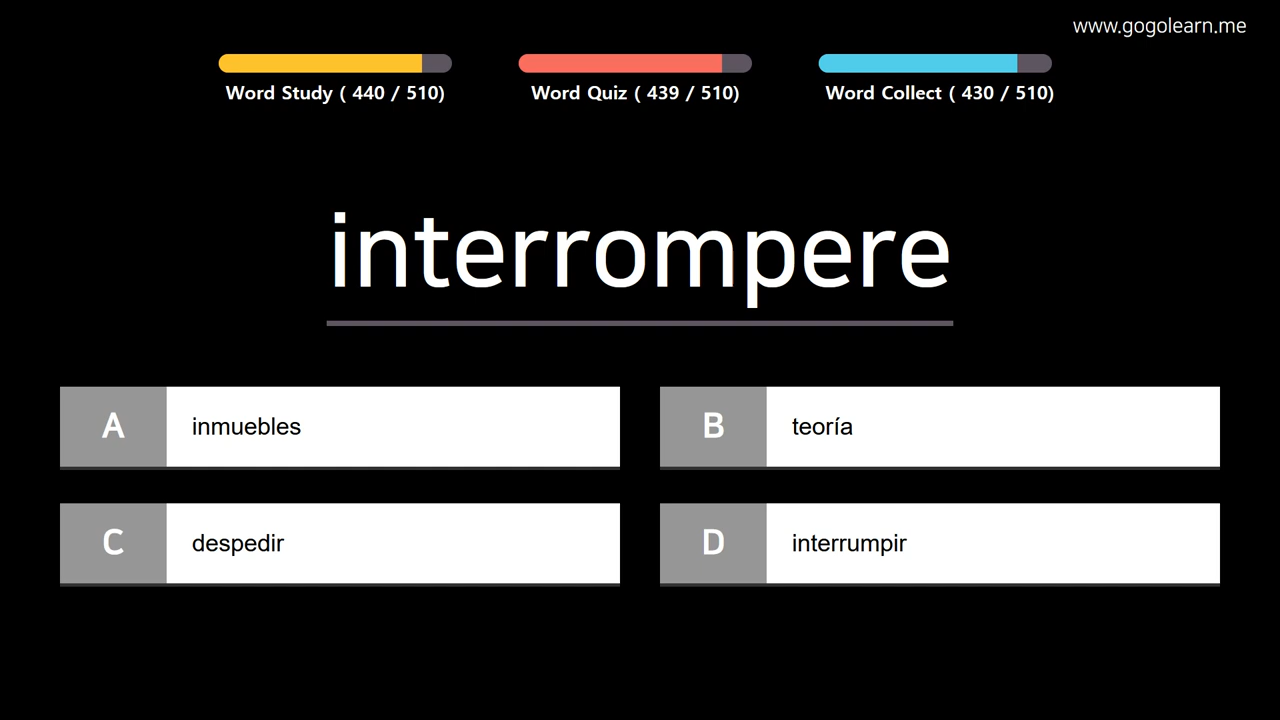 www.gogolearn.me
Word Study ( 440 / 510)
Word Quiz ( 439 / 510)
Word Collect ( 430 / 510)
interrompere
A inmuebles
B teoría
C despedir
D interrumpir